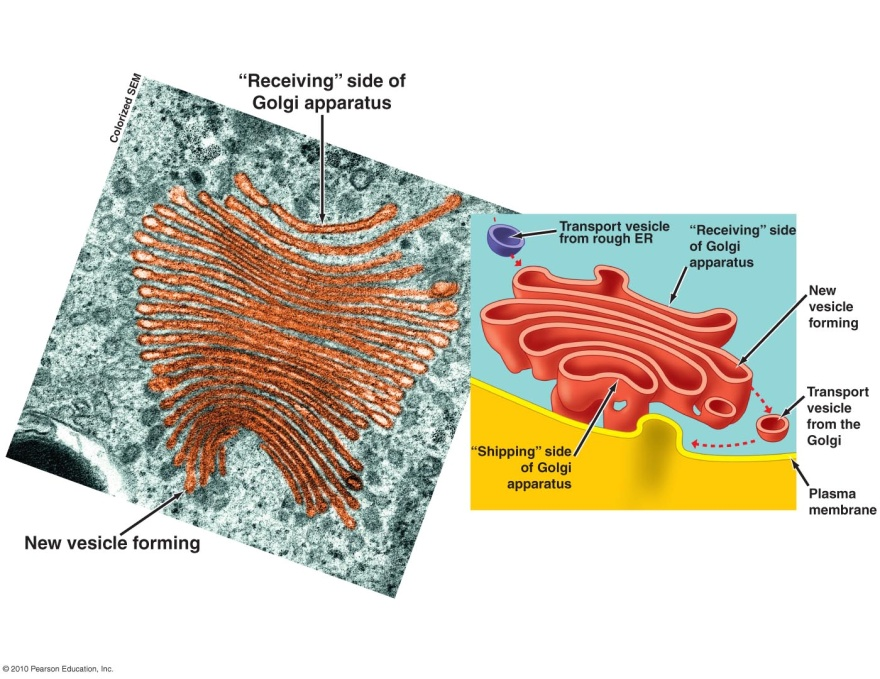 Colorized SEM
“Receiving” side of
Golgi apparatus
New vesicle forming
Transport vesicle
from rough ER
“Receiving” side
of Golgi
apparatus
New
vesicle
forming
Transport
vesicle
from the
Golgi
“Shipping” side
of Golgi
apparatus
Plasma
membrane
© 2010 Pearson Education, Inc.